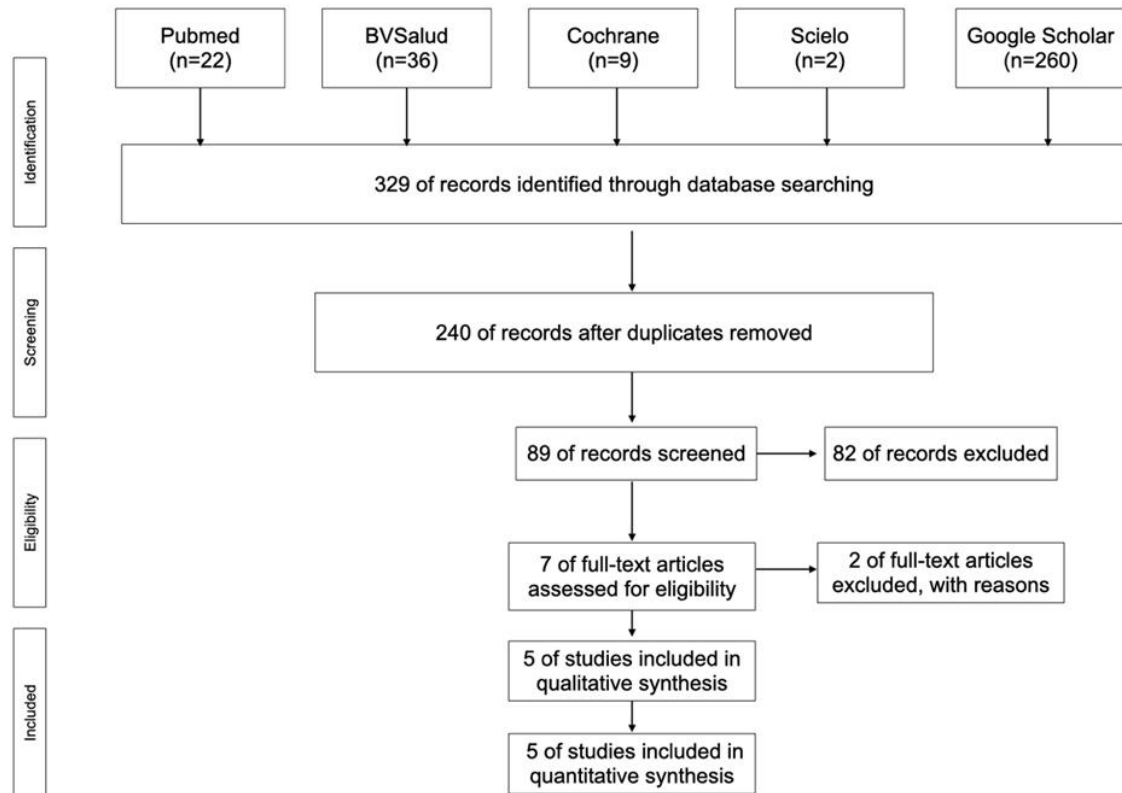 Pubmed
(n=22)
BVSalud
(n=36)
Cochrane
(n=9)
Scielo
(n=2)
Google Scholar
(n=260)
Identification
329 of records identified through database searching
Screening
240 of records after duplicates removed
Eligibility
89 of records screened
82 of records excluded
7 of full-text articles
assessed for eligibility
2 of full-text articles
excluded, with reasons
Included
5 of studies included in
qualitative synthesis
5 of studies included in
quantitative synthesis